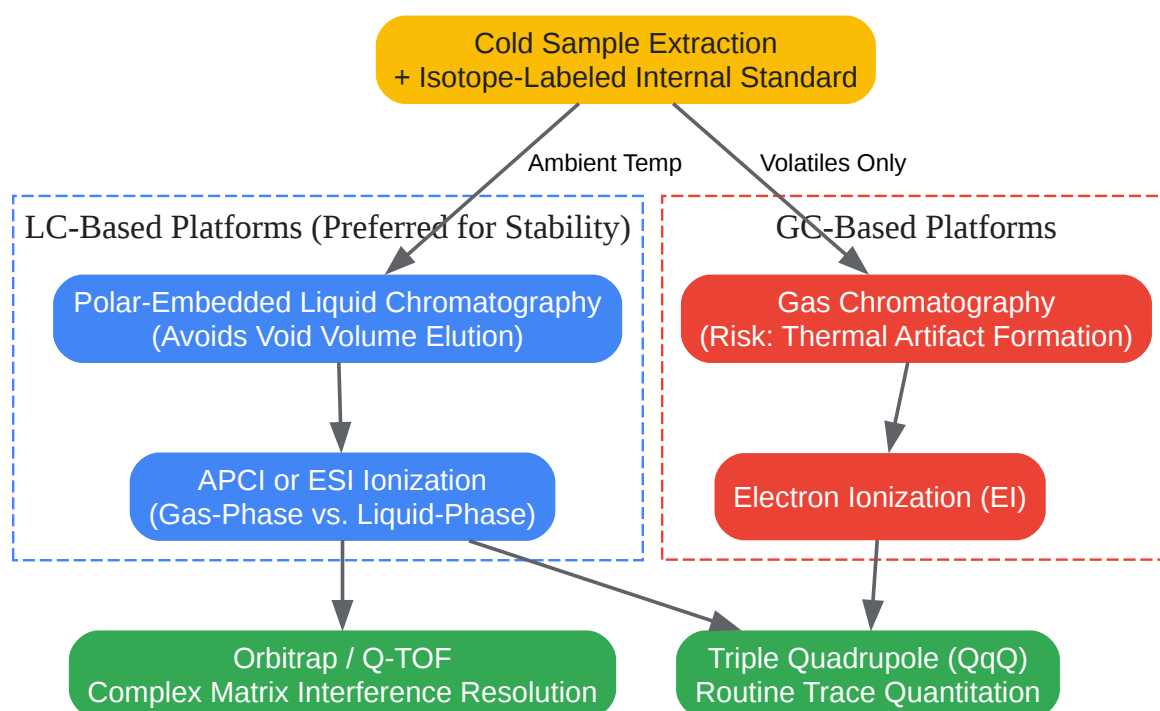 Cold Sample Extraction
+ Isotope-Labeled Internal Standard
Ambient Temp
Volatiles Only
LC-Based Platforms (Preferred for Stability)
GC-Based Platforms
Polar-Embedded Liquid Chromatography
(Avoids Void Volume Elution)
Gas Chromatography
(Risk: Thermal Artifact Formation)
APCI or ESI Ionization
(Gas-Phase vs. Liquid-Phase)
Electron Ionization (EI)
Orbitrap / Q-TOF
Complex Matrix Interference Resolution
Triple Quadrupole (QqQ)
Routine Trace Quantitation